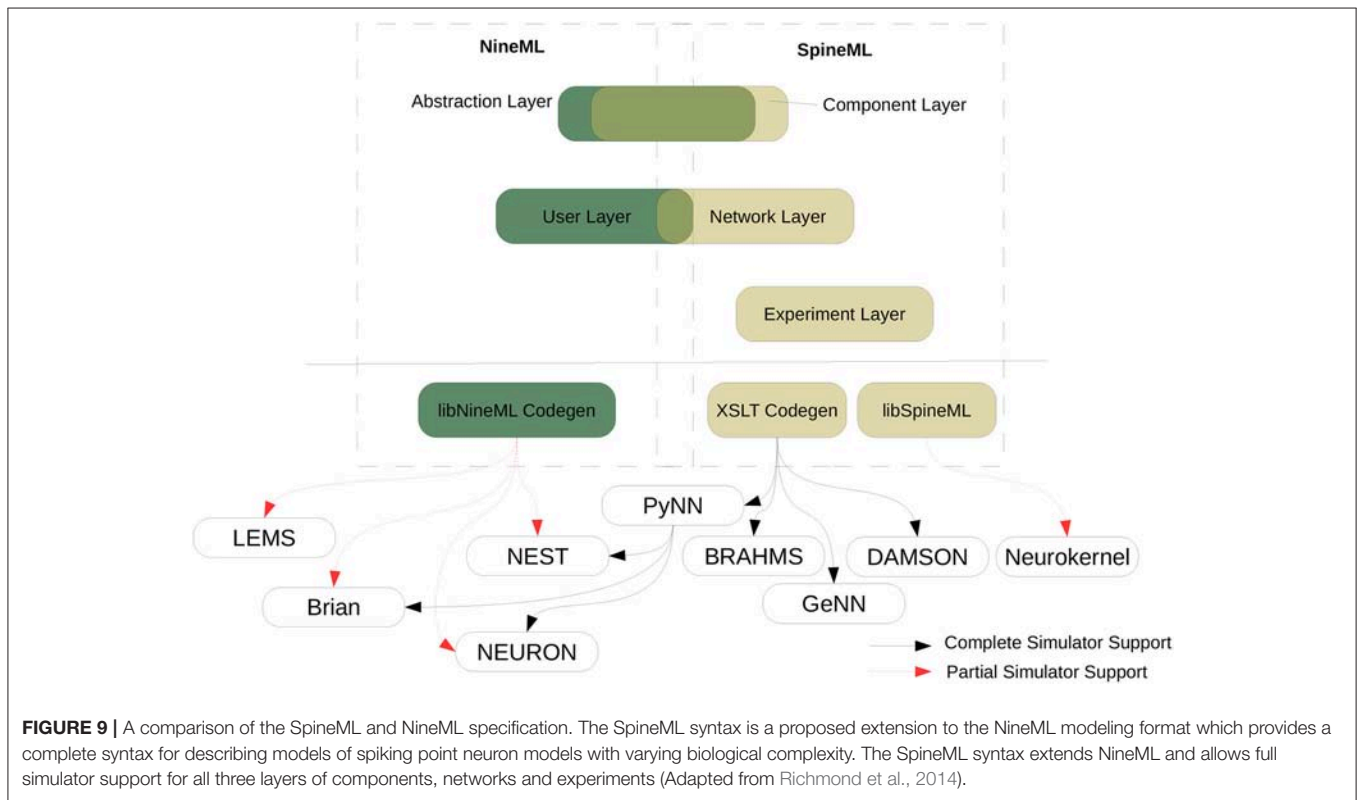 NineML
SpineML
Abstraction Layer
Component Layer
User Layer
Network Layer
Experiment Layer
libNineML Codegen
XSLT Codegen
libSpineML
PyNN
LEMS
NEST
BRAHMS
DAMSON
Neurokernel
Brian
GeNN
NEURON
Complete Simulator Support
Partial Simulator Support
FIGURE 9 | A comparison of the SpineML and NineML specification. The SpineML syntax is a proposed extension to the NineML modeling format which provides a
complete syntax for describing models of spiking point neuron models with varying biological complexity. The SpineML syntax extends NineML and allows full
simulator support for all three layers of components, networks and experiments (Adapted from Richmond et al., 2014).